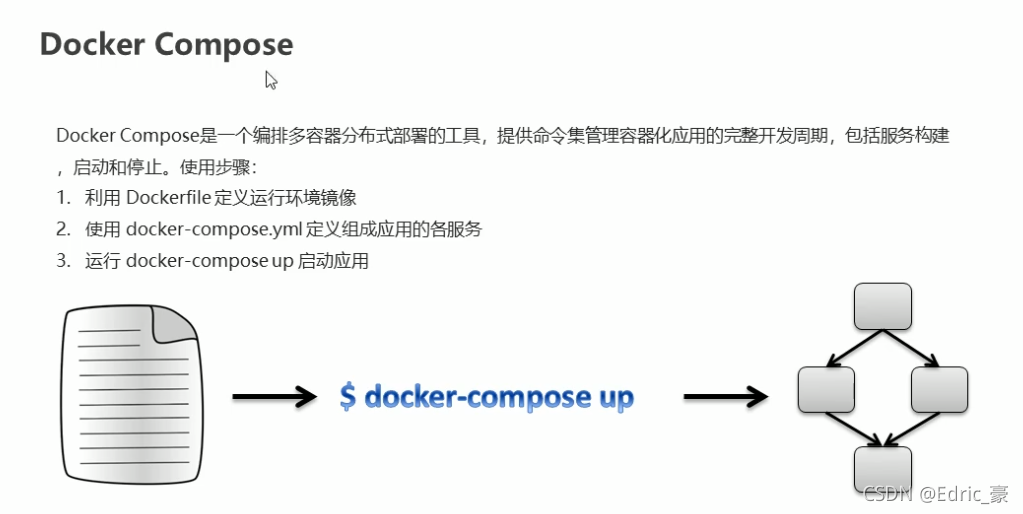 Docker Compose
Docker Compose是一个编排多容器分布式部署的工具，提供命令集管理容器化应用的完整开发周期，包括服务构建
，启动和停止。使用步骤：
1. 利用 Dockerfile 定义运行环境镜像
2. 使用 docker-compose.yml 定义组成应用的各服务
3. 运行 docker-compose up 启动应用
$ docker-compose up
CSDN @Edric_豪